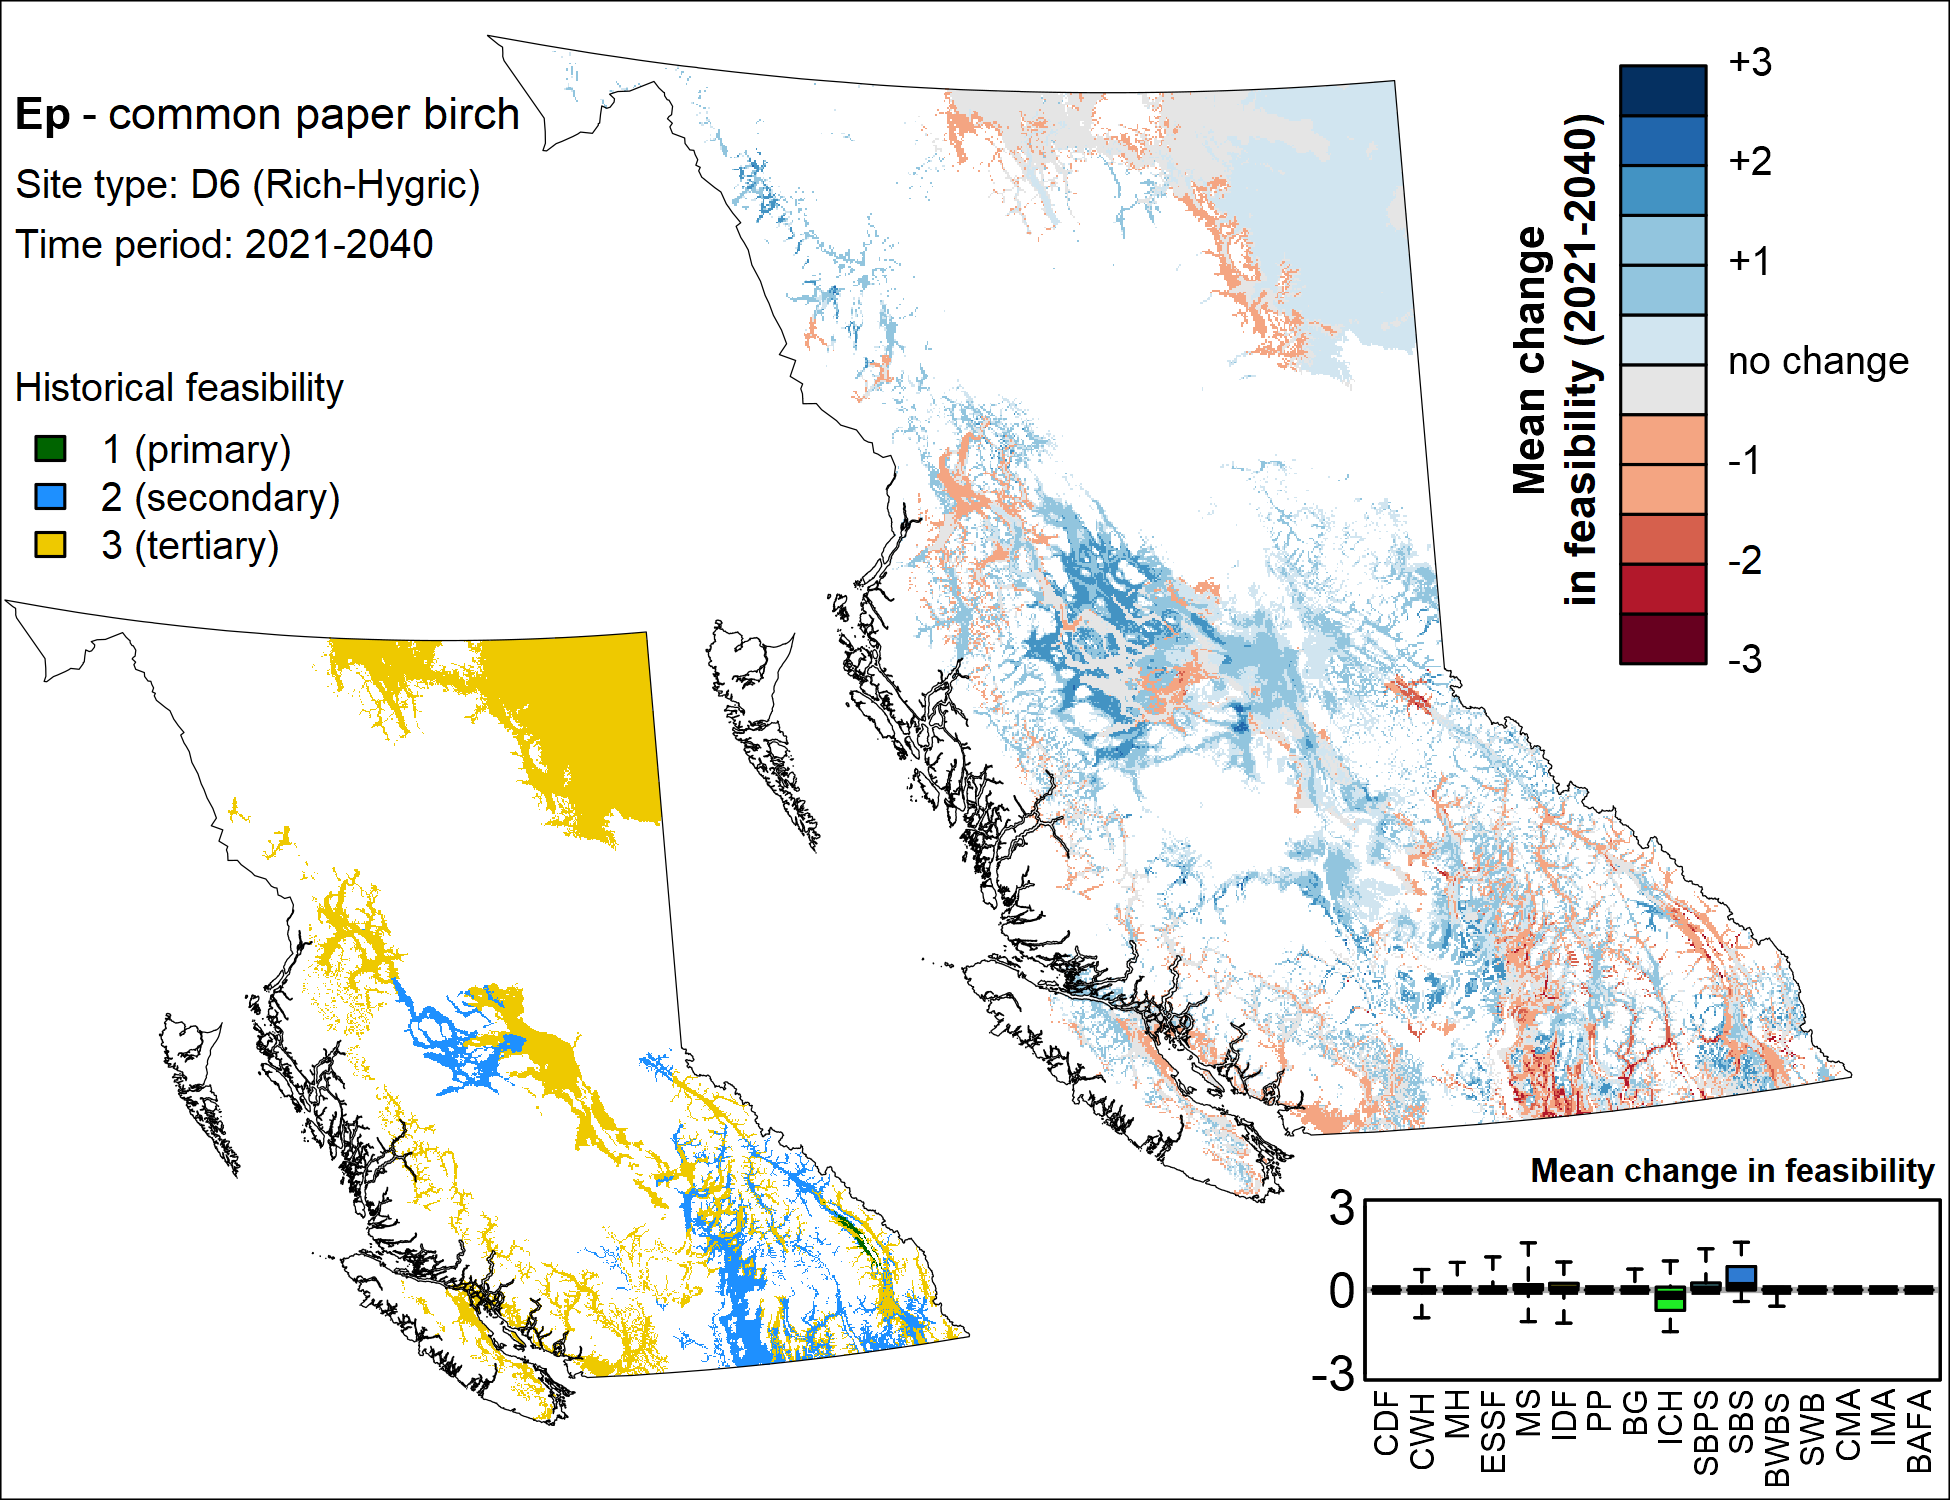 Ep - common paper birch
Site type: D6 (Rich-Hygric)
Time period: 2021-2040
Historical feasibility
1 (primary)
2 (secondary)
3 (tertiary)
Mean change
in feasibility (2021-2040)
+3
+2
+1
no change
-1
-2
-3
Mean change in feasibility
3
0
-3
CDF
CWH
MH
ESSF
MS
IDF
PP
BG
ICH
SBPS
SBS
BWBS
SWB
CMA
IMA
BAFA